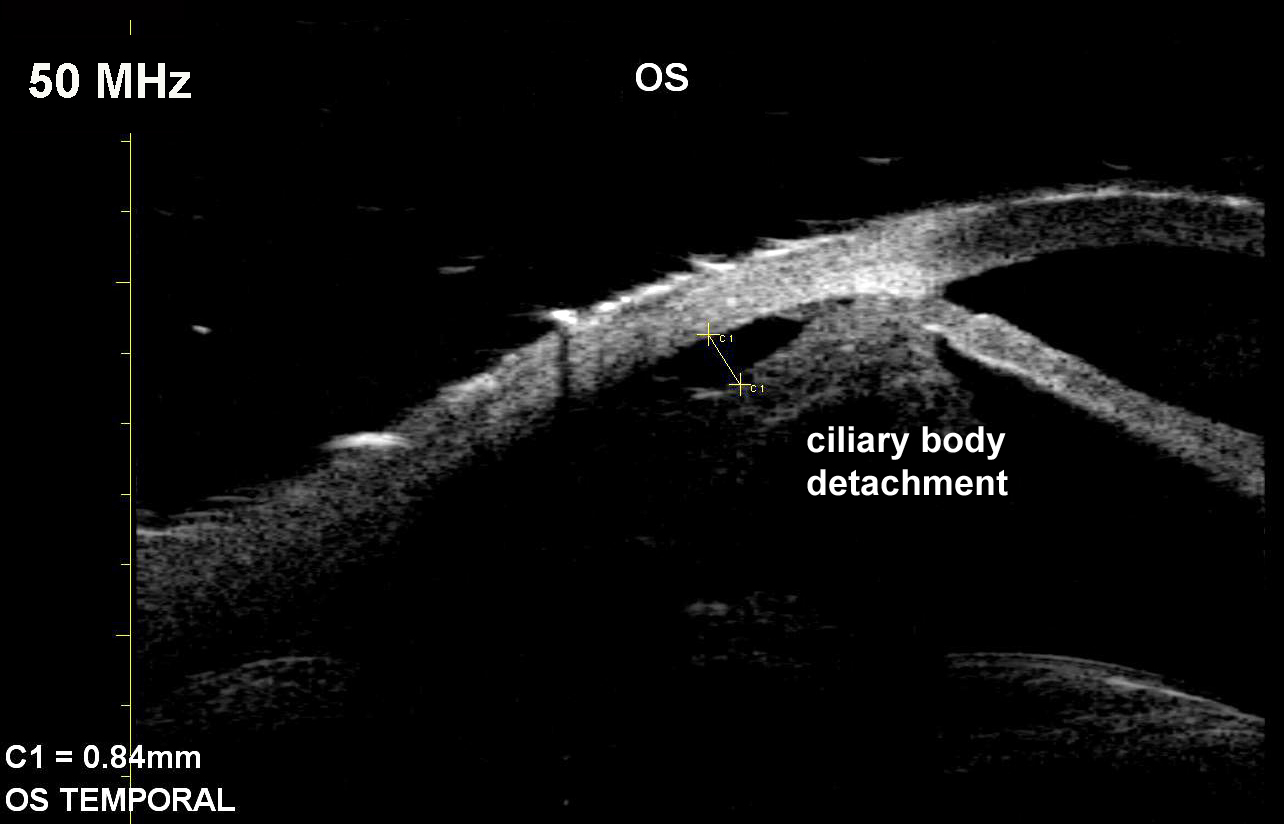 50 MHz
OS
C1
C1
ciliary body
detachment
C1 = 0.84mm
OS TEMPORAL